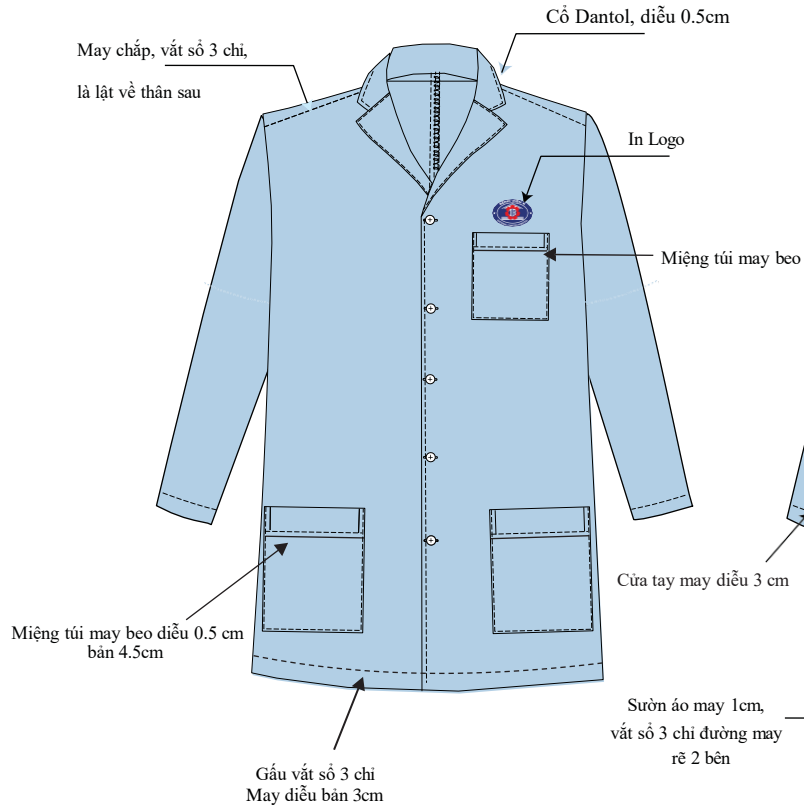 Cổ Dantol, diễu 0.5cm
May chắp, vắt sổ 3 chỉ,
là lật về thân sau
In Logo
Miệng túi may beo
Cửa tay may diễu 3 cm
Miệng túi may beo diễu 0.5 cm
bản 4.5cm
Sườn áo may 1cm,
vắt sổ 3 chỉ đường may
rẽ 2 bên
Gấu vắt sổ 3 chỉ
May diễu bản 3cm